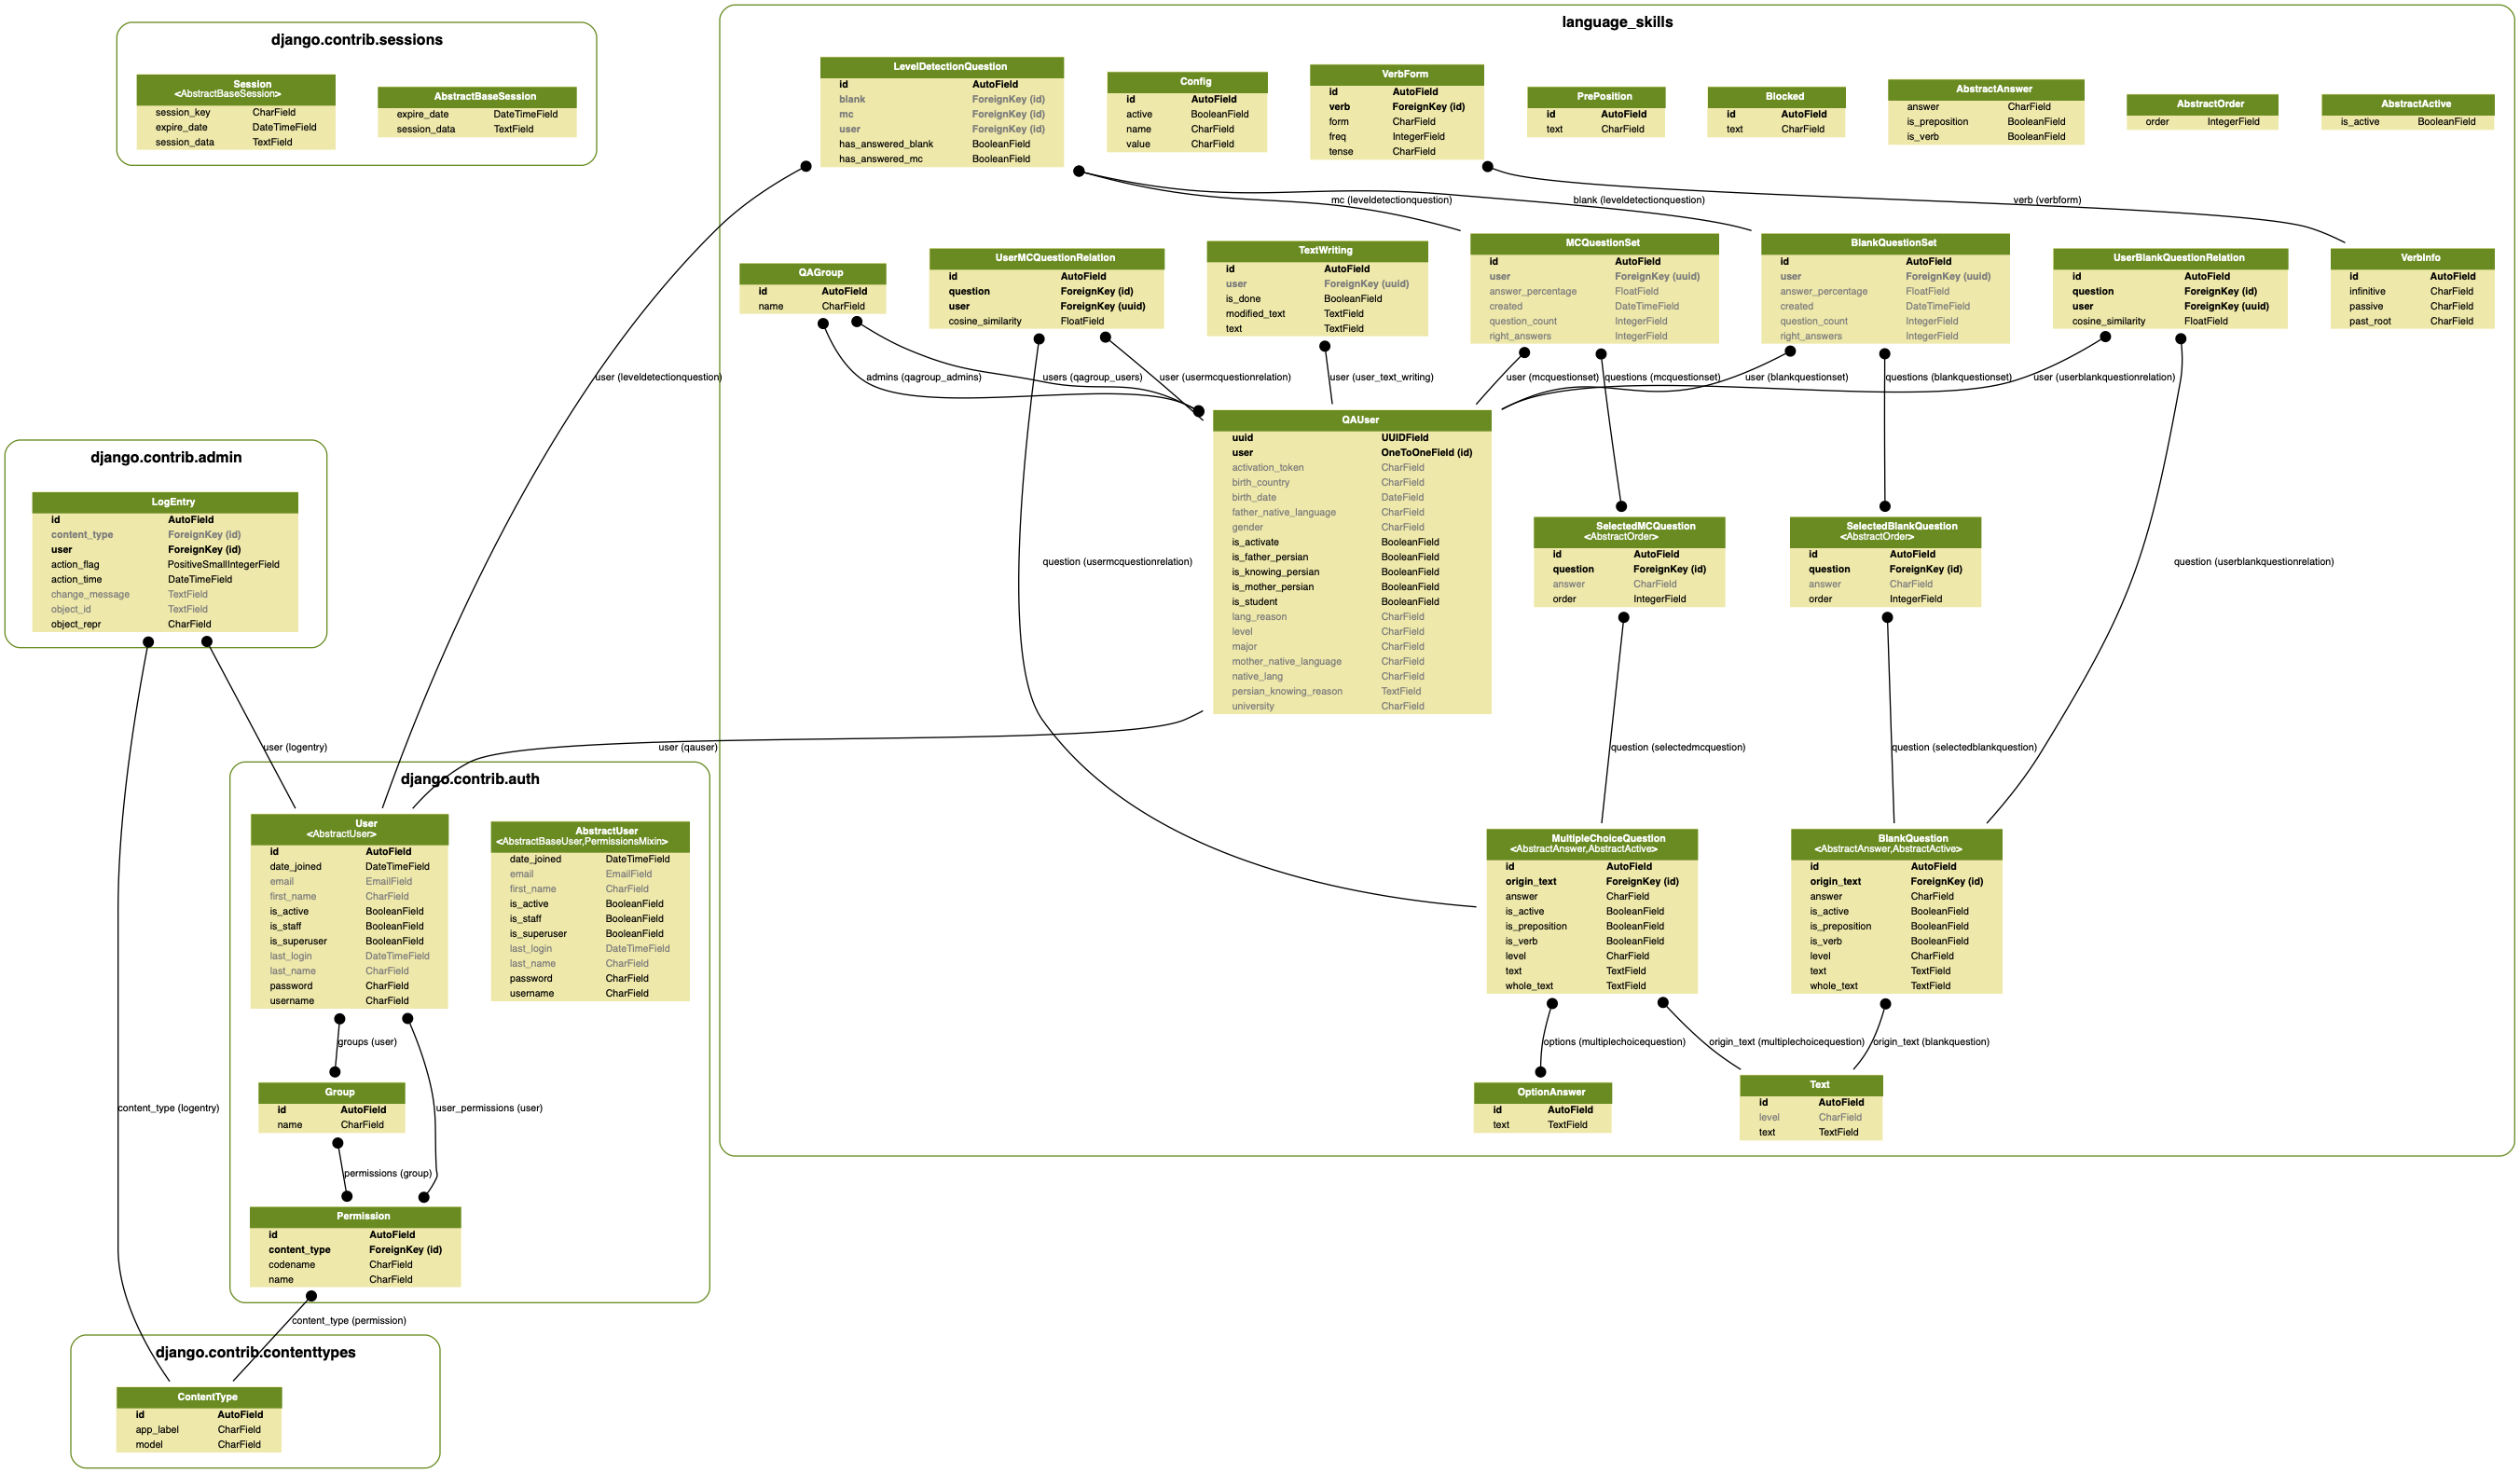 django.contrib.sessions
Session
<AbstractBaseSession>
session_key CharField
expire_date DateTimeField
session_data TextField
AbstractBaseSession
expire_date DateTimeField
session_data TextField
language_skills
LevelDetectionQuestion
id AutoField
blank ForeignKey (id)
mc ForeignKey (id)
user ForeignKey (id)
has_answered_blank BooleanField
has_answered_mc BooleanField
Config
id AutoField
active BooleanField
name CharField
value CharField
VerbForm
id AutoField
verb ForeignKey (id)
form CharField
freq IntegerField
tense CharField
PrePosition
id AutoField
text CharField
Blocked
id AutoField
text CharField
AbstractAnswer
answer CharField
is_preposition BooleanField
is_verb BooleanField
AbstractOrder
order IntegerField
AbstractActive
is_active BooleanField
mc (leveldetectionquestion)
blank (leveldetectionquestion)
verb (verbform)
QAGroup
id AutoField
name CharField
UserMCQuestionRelation
id AutoField
question ForeignKey (id)
user ForeignKey (uuid)
cosine_similarity FloatField
TextWriting
id AutoField
user ForeignKey (uuid)
is_done BooleanField
modified_text TextField
text TextField
MCQuestionSet
id AutoField
user ForeignKey (uuid)
answer_percentage FloatField
created DateTimeField
question_count IntegerField
right_answers IntegerField
BlankQuestionSet
id AutoField
user ForeignKey (uuid)
answer_percentage FloatField
created DateTimeField
question_count IntegerField
right_answers IntegerField
UserBlankQuestionRelation
id AutoField
question ForeignKey (id)
user ForeignKey (uuid)
cosine_similarity FloatField
VerbInfo
id AutoField
infinitive CharField
passive CharField
past_root CharField
user (leveldetectionquestion)
admins (qagroup_admins)
users (qagroup_users)
user (usermcquestionrelation)
user (user_text_writing)
user (mcquestionset)
questions (mcquestionset)
user (blankquestionset)
questions (blankquestionset)
user (userblankquestionrelation)
QAUser
uuid UUIDField
user OneToOneField (id)
activation_token CharField
birth_country CharField
birth_date DateField
father_native_language CharField
gender CharField
is_activate BooleanField
is_father_persian BooleanField
is_knowing_persian BooleanField
is_mother_persian BooleanField
is_student BooleanField
lang_reason CharField
level CharField
major CharField
mother_native_language CharField
native_lang CharField
persian_knowing_reason TextField
university CharField
SelectedMCQuestion
<AbstractOrder>
id AutoField
question ForeignKey (id)
answer CharField
order IntegerField
SelectedBlankQuestion
<AbstractOrder>
id AutoField
question ForeignKey (id)
answer CharField
order IntegerField
question (usermcquestionrelation)
question (userblankquestionrelation)
django.contrib.admin
LogEntry
id AutoField
content_type ForeignKey (id)
user ForeignKey (id)
action_flag PositiveSmallIntegerField
action_time DateTimeField
change_message TextField
object_id TextField
object_repr CharField
user (logentry)
user (qauser)
question (selectedmcquestion)
question (selectedblankquestion)
django.contrib.auth
User
<AbstractUser>
id AutoField
date_joined DateTimeField
email EmailField
first_name CharField
is_active BooleanField
is_staff BooleanField
is_superuser BooleanField
last_login DateTimeField
last_name CharField
password CharField
username CharField
AbstractUser
<AbstractBaseUser,PermissionsMixin>
date_joined DateTimeField
email EmailField
first_name CharField
is_active BooleanField
is_staff BooleanField
is_superuser BooleanField
last_login DateTimeField
last_name CharField
password CharField
username CharField
MultipleChoiceQuestion
<AbstractAnswer,AbstractActive>
id AutoField
origin_text ForeignKey (id)
answer CharField
is_active BooleanField
is_preposition BooleanField
is_verb BooleanField
level CharField
text TextField
whole_text TextField
BlankQuestion
<AbstractAnswer,AbstractActive>
id AutoField
origin_text ForeignKey (id)
answer CharField
is_active BooleanField
is_preposition BooleanField
is_verb BooleanField
level CharField
text TextField
whole_text TextField
groups (user)
options (multiplechoicequestion)
origin_text (multiplechoicequestion)
origin_text (blankquestion)
Group
id AutoField
name CharField
OptionAnswer
id AutoField
text TextField
Text
id AutoField
level CharField
text TextField
content_type (logentry)
user_permissions (user)
permissions (group)
Permission
id AutoField
content_type ForeignKey (id)
codename CharField
name CharField
content_type (permission)
django.contrib.contenttypes
ContentType
id AutoField
app_label CharField
model CharField